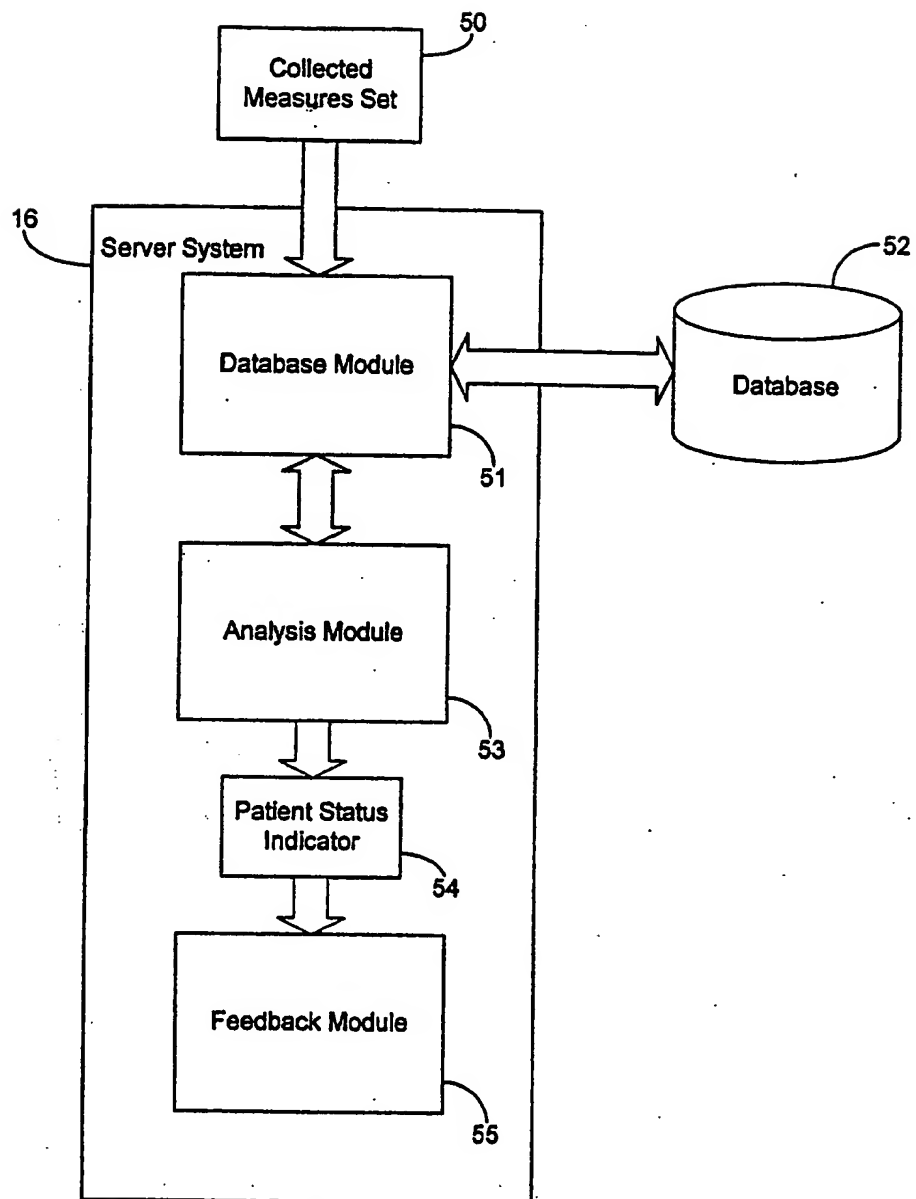 50
Collected
Measures Set
16
Server System
52
Database Module
Database
51
Analysis Module
53
Patient Status
Indicator
54
Feedback Module
55